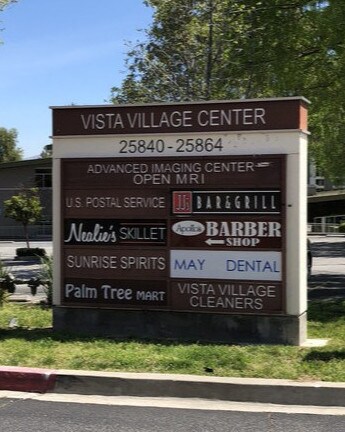 VISTA VILLAGE CENTER
25840-25864
ADVANCED IMAGING CENTER
OPEN MRI
U.S. POSTAL SERVICE
BAR&GRILL
Nealie's SKILLET
Apollo's BARBER
SHOP
SUNRISE SPIRITS
MAY DENTAL
Palm Tree MART
VISTA VILLAGE
CLEANERS